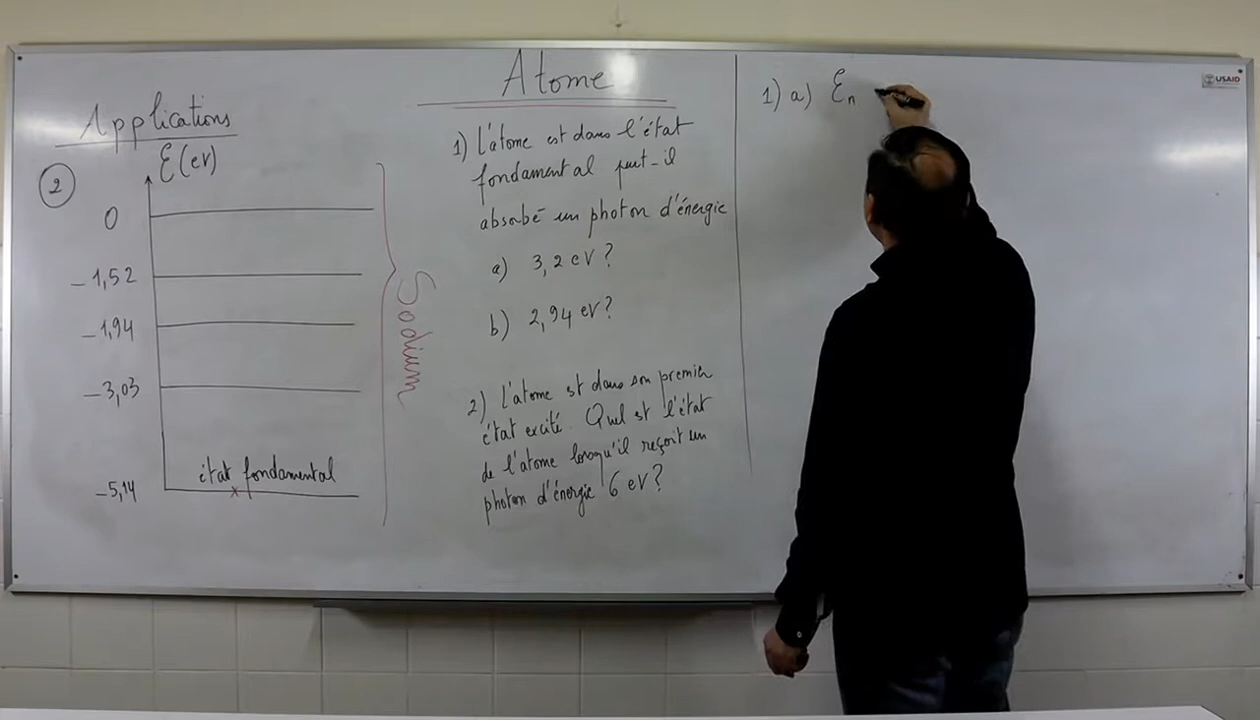 Atome
Applications
2
E(ev)
0
-1,52
-1,94
-3,03
-5,14
état fondamental
Sodium
1) L'atome est dans l'état
fondamental peut-il
absorbé un photon d'énergie
a) 3,2 ev?
b) 2,94 ev?
2) L'atome est dans son premier
état excité. Quel est l'état
de l'atome lorsqu'il reçoit un
photon d'énergie 6 ev?
1) a) En
USAID